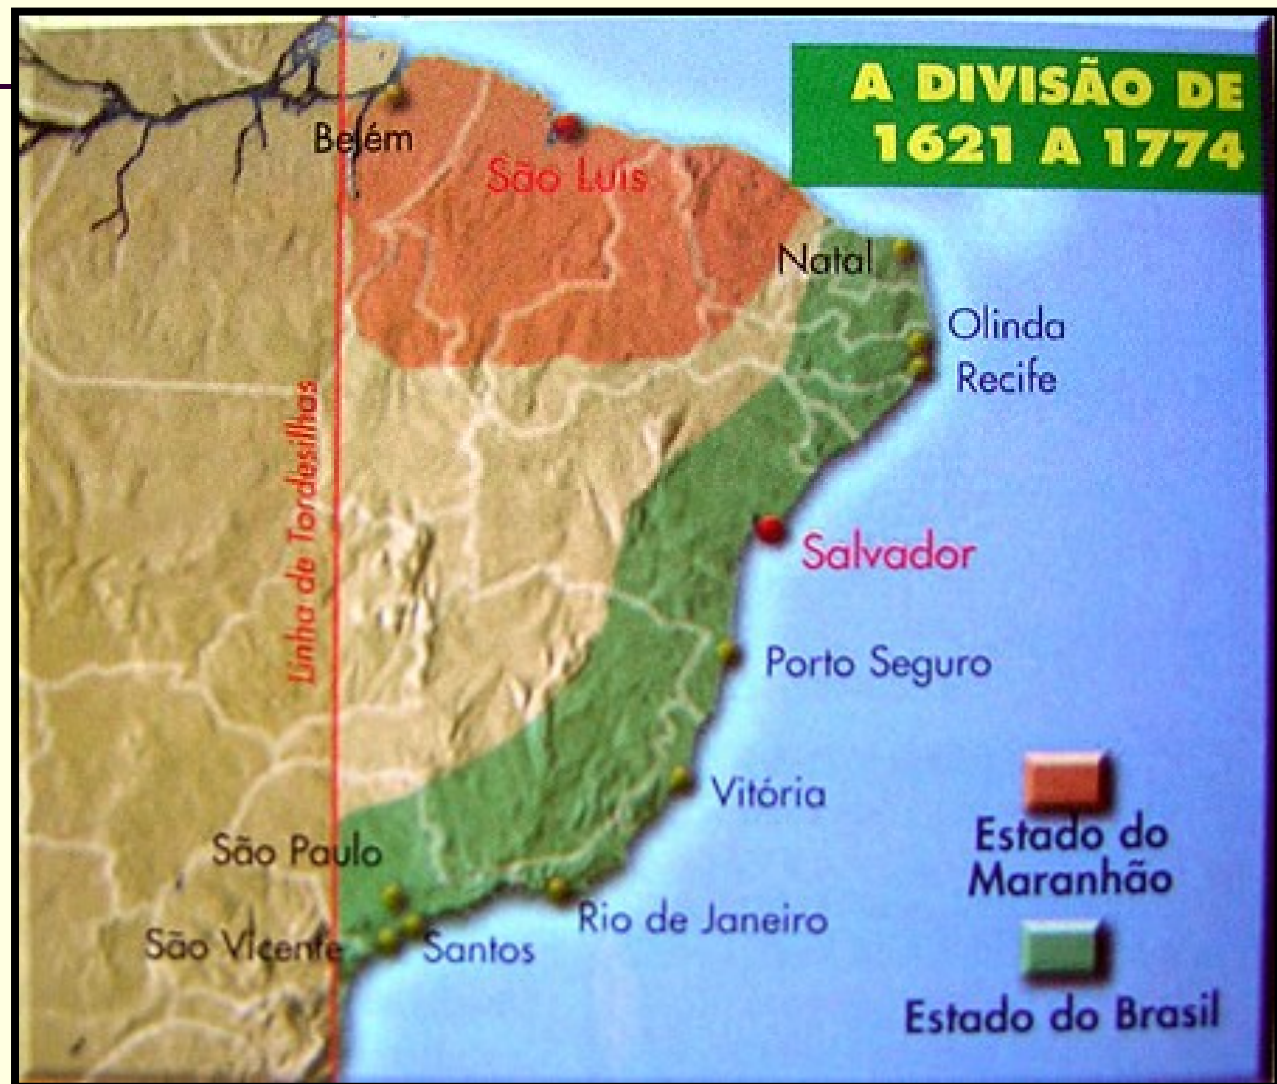 A DIVISÃO DE
1621 A 1774
Belém
São Luís
Natal
Olinda
Recife
Linha de Tordesilhas
Salvador
Porto Seguro
Vitória
São Paulo
Rio de Janeiro
São Vicente
Santos
Estado do
Maranhão
Estado do Brasil